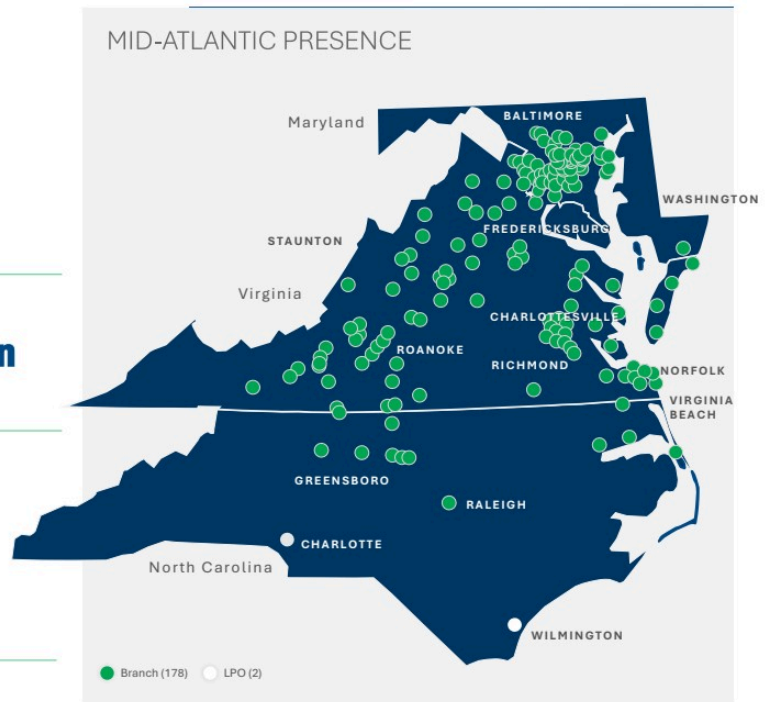 MID-ATLANTIC PRESENCE
BALTIMORE
Maryland
WASHINGTON
FREDERICKSBURG
STAUNTON
Virginia
CHARLOTTESVILLE
n
ROANOKE
RICHMOND
NORFOLK
VIRGINIA
BEACH
GREENSBORO
RALEIGH
CHARLOTTE
North Carolina
WILMINGTON
Branch (178) LPO (2)